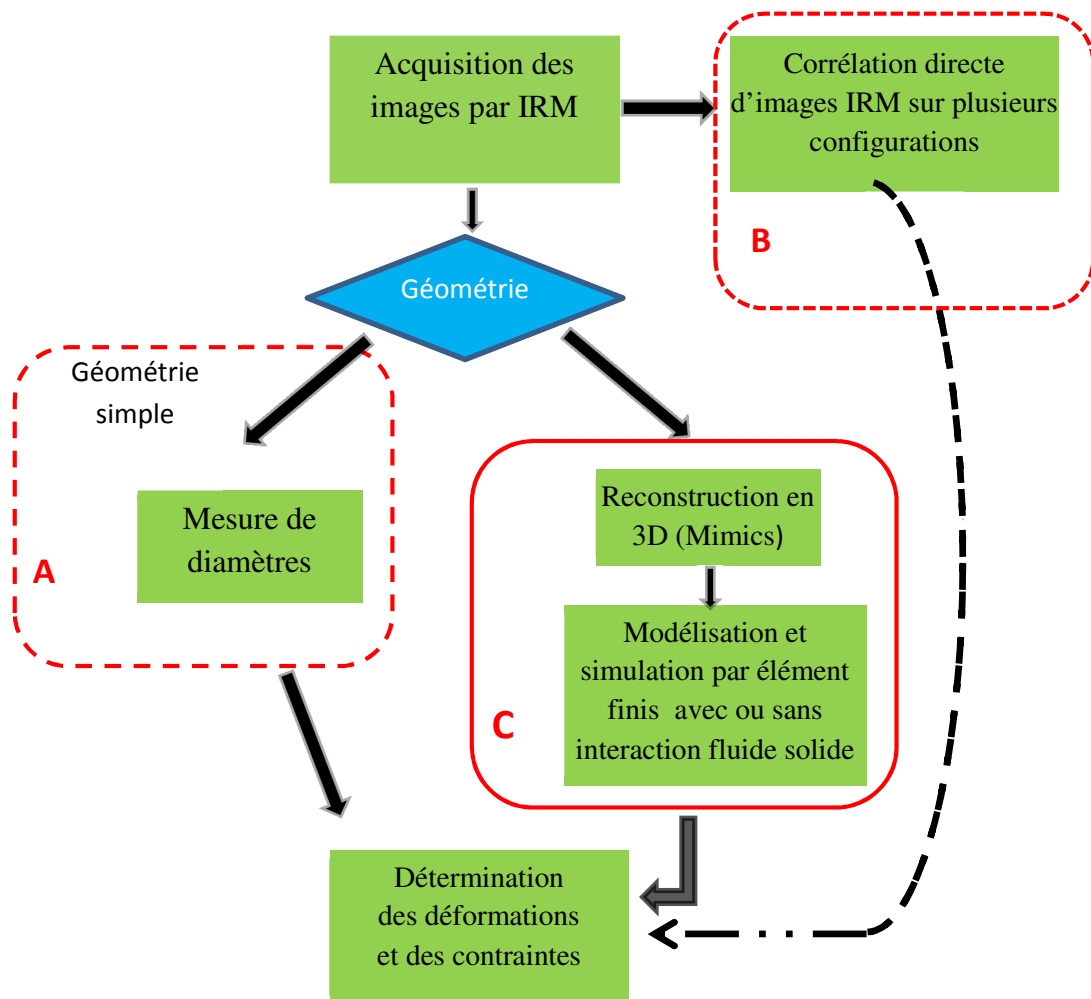 Acquisition des
images par IRM
Corrélation directe
d'images IRM sur plusieurs
configurations
B
Géométrie
Géométrie
simple
Mesure de
diamètres
A
Reconstruction en
3D (Mimics)
Modélisation et
simulation par élément
finis avec ou sans
interaction fluide solide
C
Détermination
des déformations
et des contraintes